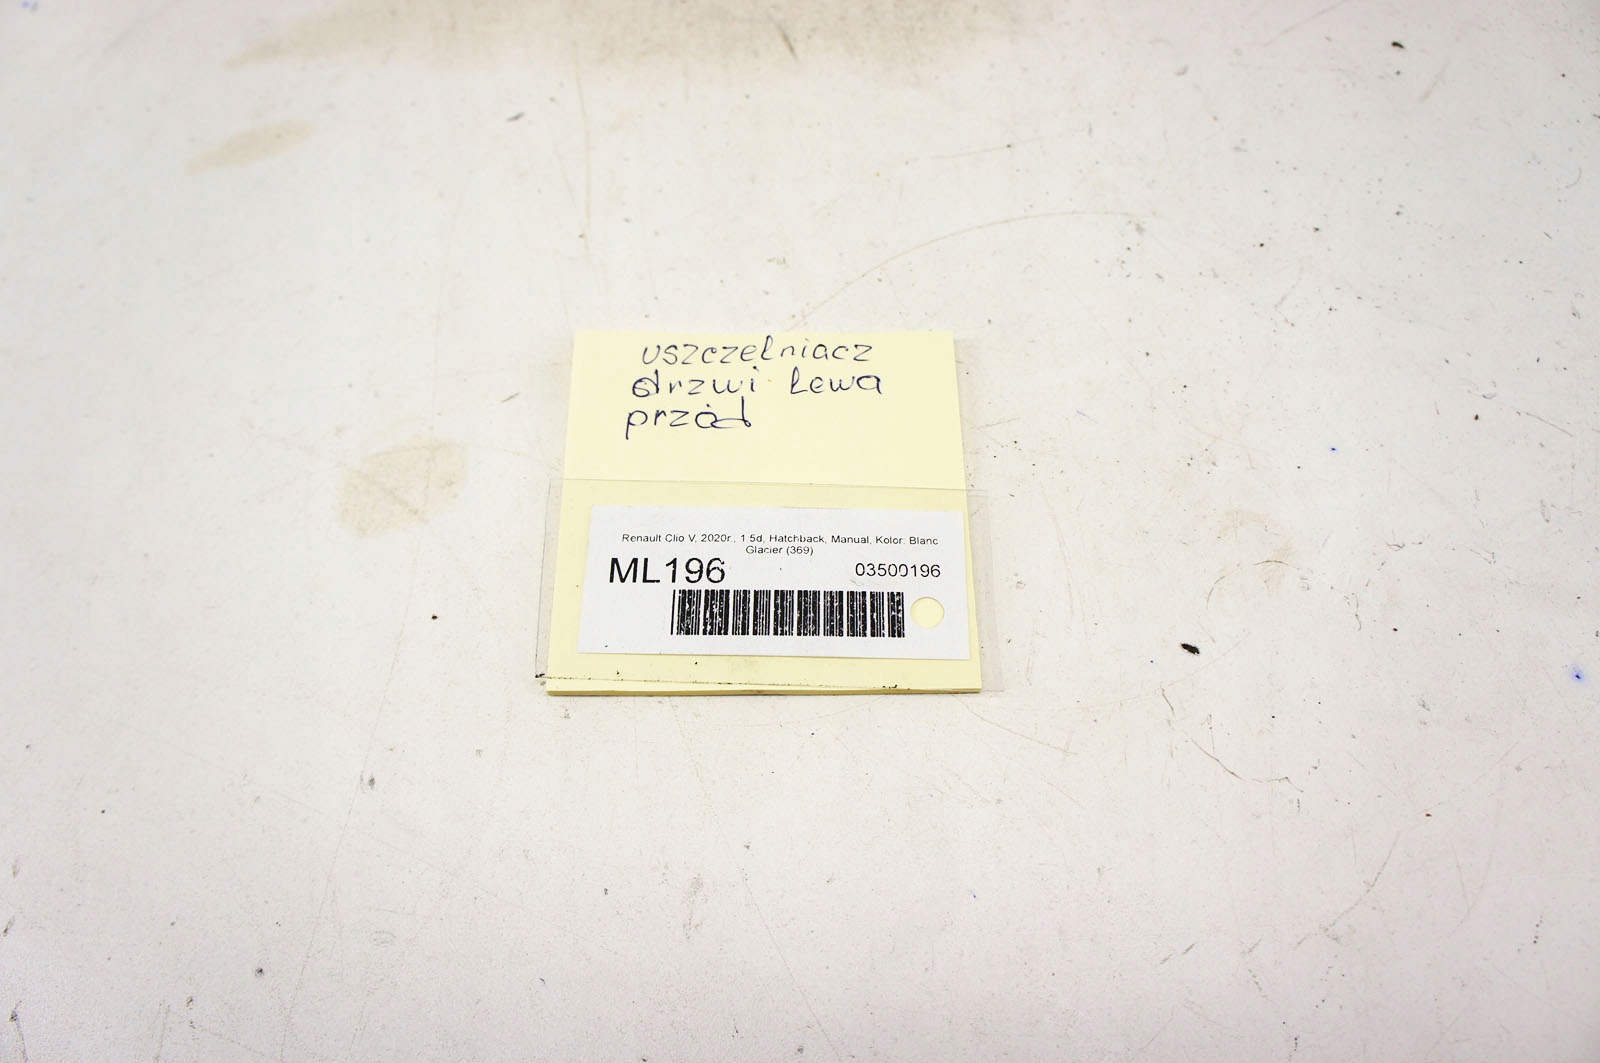 uszczelniacz
drzwi Lewa
przód
Renault Clio V, 2020r., 1.5d, Hatchback, Manual, Kolor: Blanc
Glacier (369)
ML196
03500196